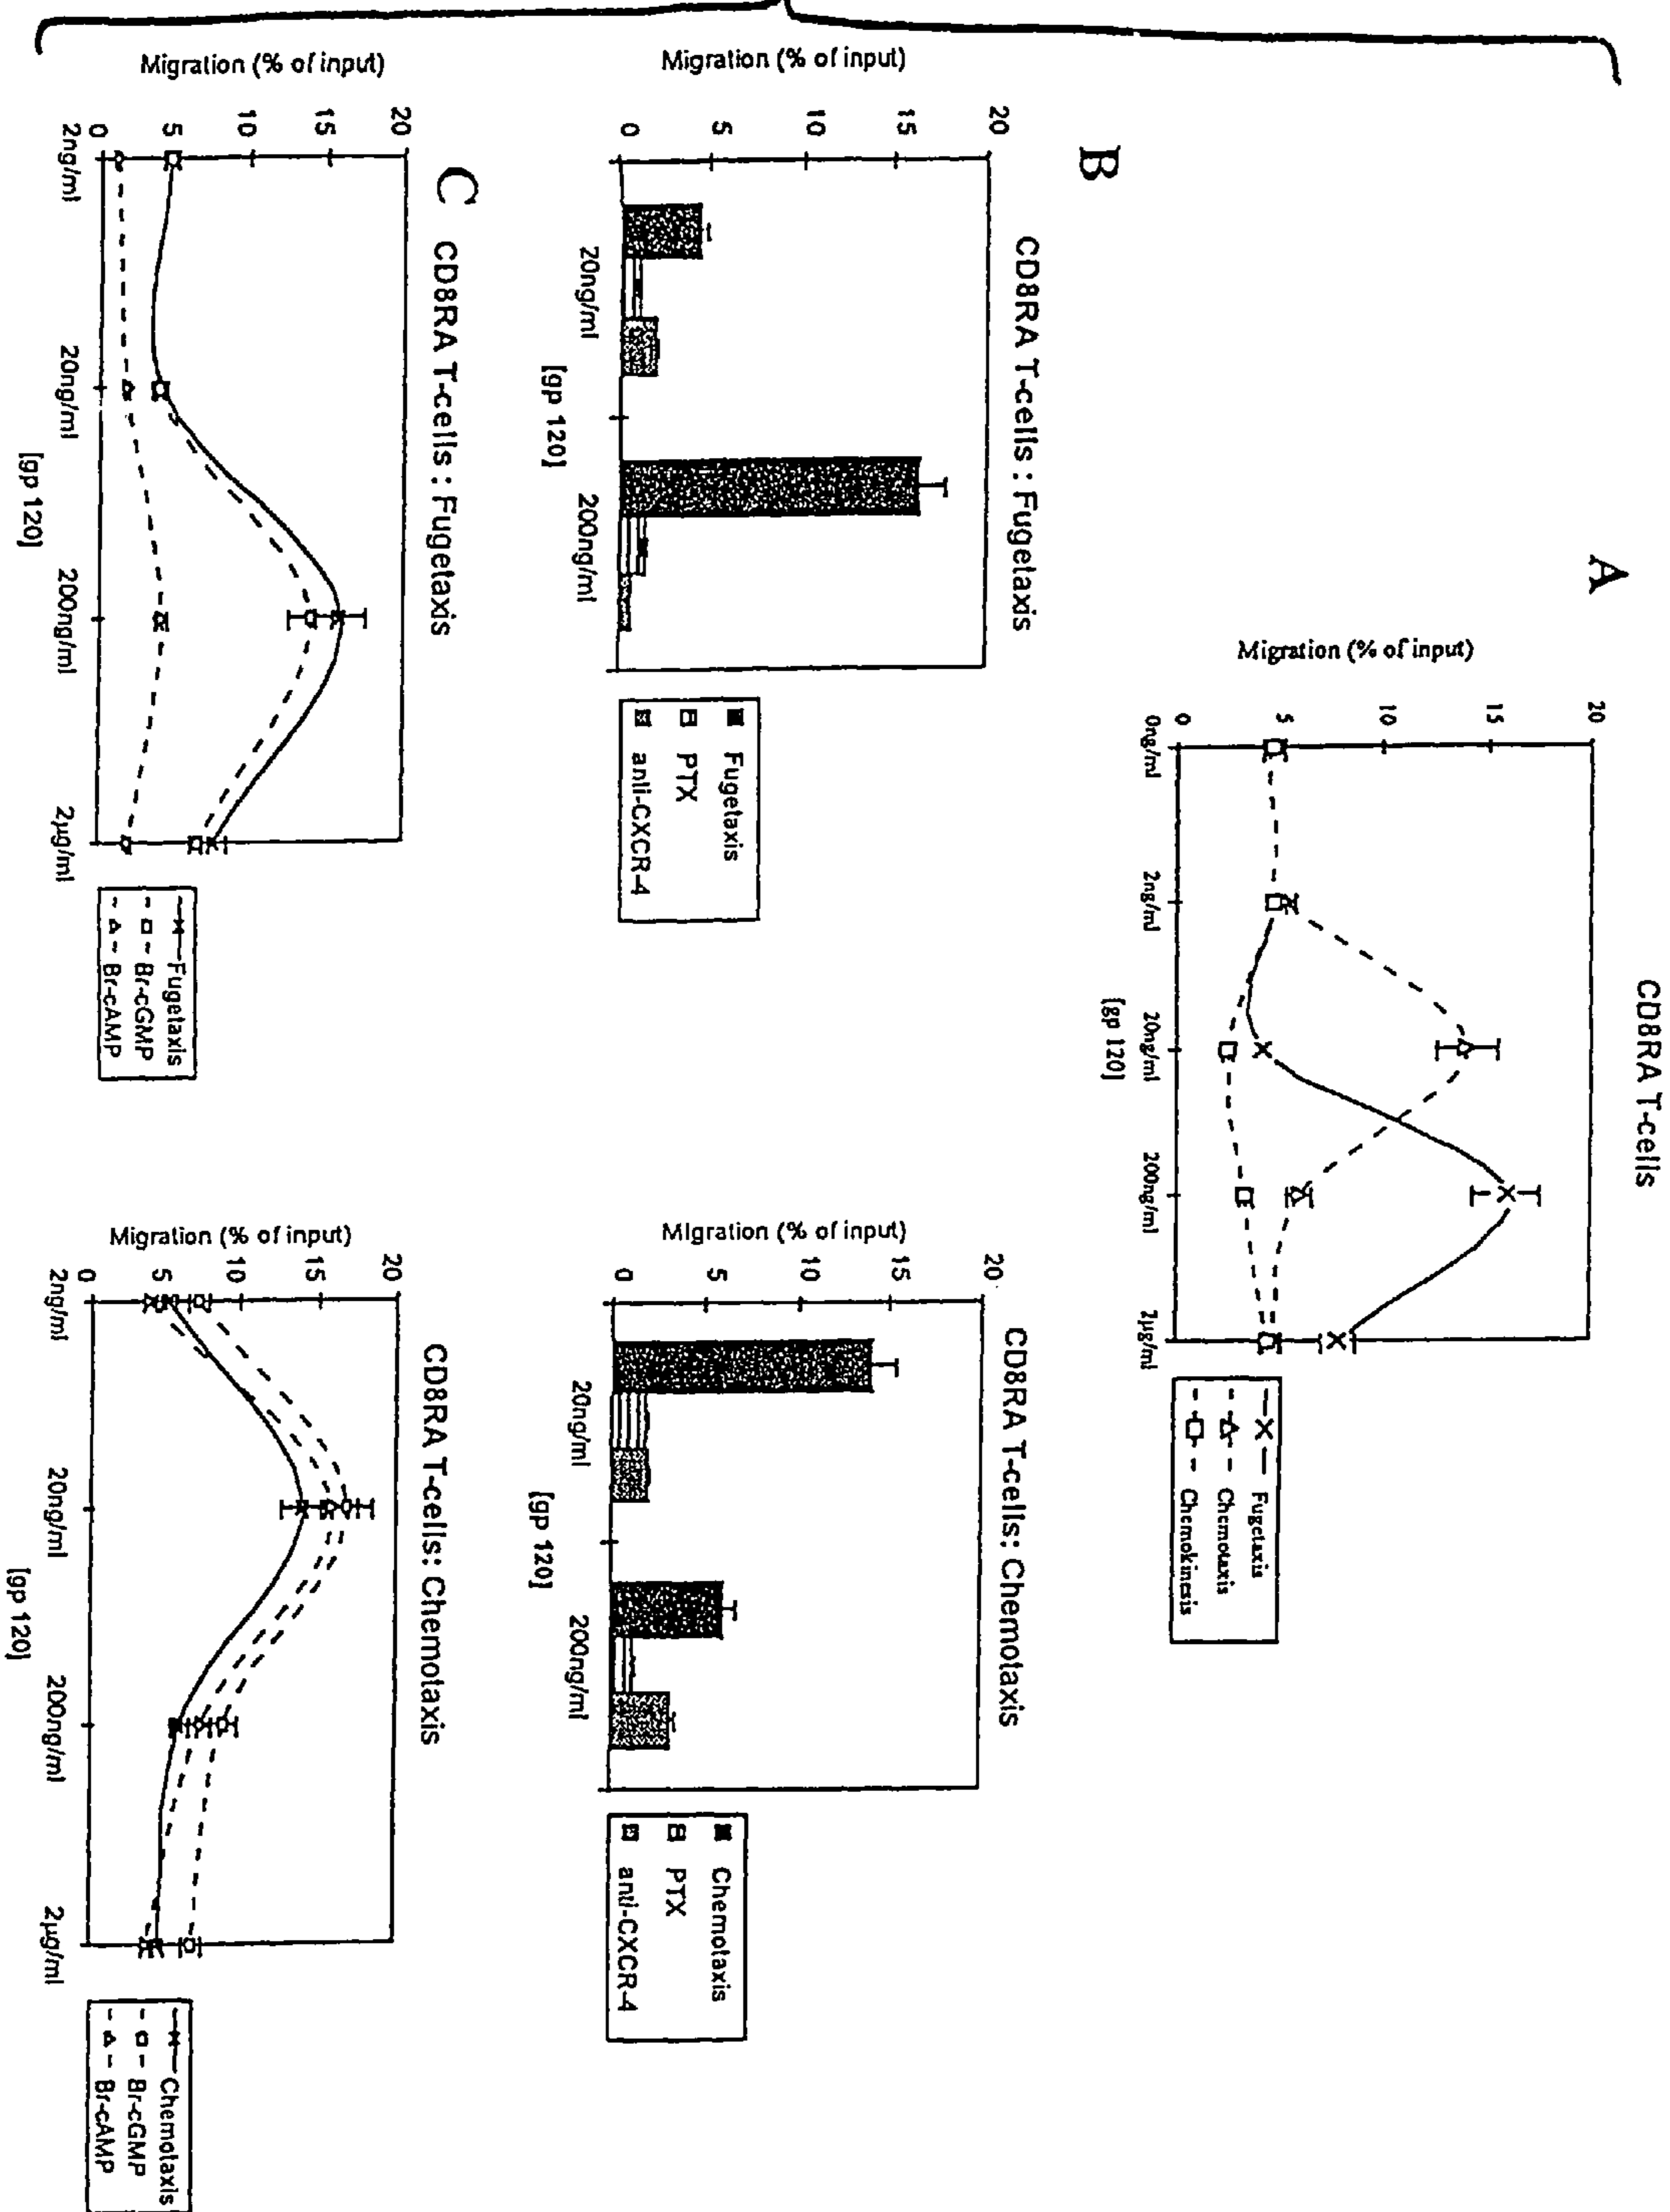 A
CD8RA T-cells
Migration (% of input)
20
15
10
5
0
0ng/ml
2ng/ml
20ng/ml
200ng/ml
2µg/ml
[gp 120]
Fugetaxis
Chemotaxis
Chemokinesis
B
CD8RA T-cells : Fugetaxis
Migration (% of input)
20
15
10
5
0
20ng/ml
200ng/ml
[gp 120]
Fugetaxis
PTX
anti-CXCR-4
CD8RA T-cells: Chemotaxis
Migration (% of input)
20
15
10
5
0
20ng/ml
200ng/ml
[gp 120]
Chemotaxis
PTX
anti-CXCR-4
C
CD8RA T-cells : Fugetaxis
Migration (% of input)
20
15
10
5
0
2ng/ml
20ng/ml
200ng/ml
2µg/ml
[gp 120]
Fugetaxis
Br-cGMP
Br-cAMP
CD8RA T-cells: Chemotaxis
Migration (% of input)
20
15
10
5
0
2ng/ml
20ng/ml
200ng/ml
2µg/ml
[gp 120]
Chemotaxis
Br-cGMP
Br-cAMP